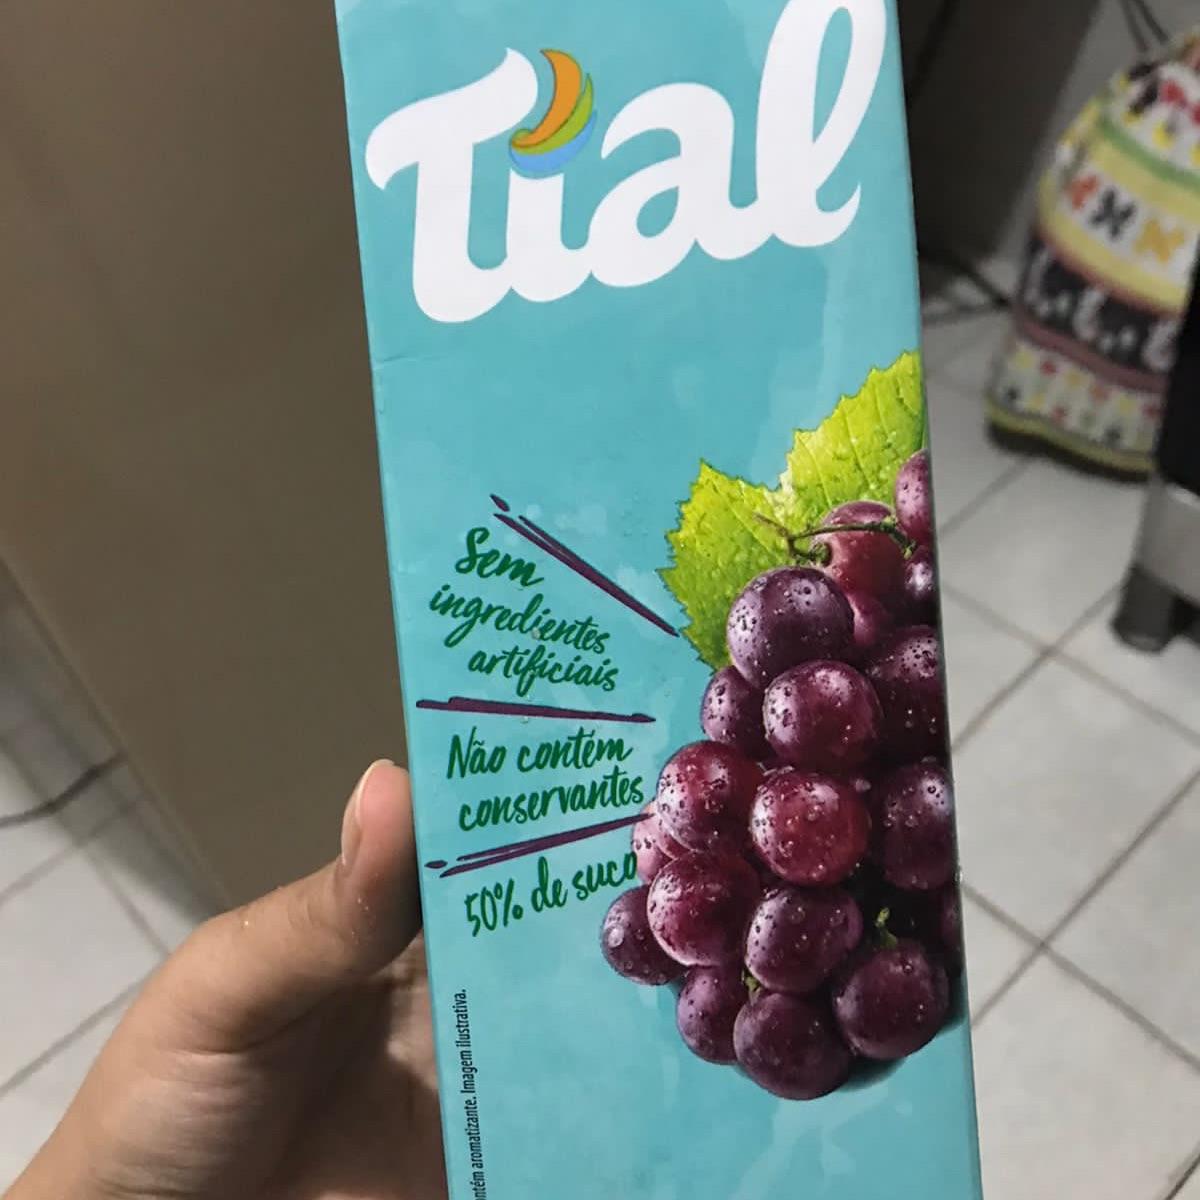 Tial
Sem
ingredientes
artificiais
Não contém
conservantes
50% de suco
aromatizante. Imagem ilustrativa.